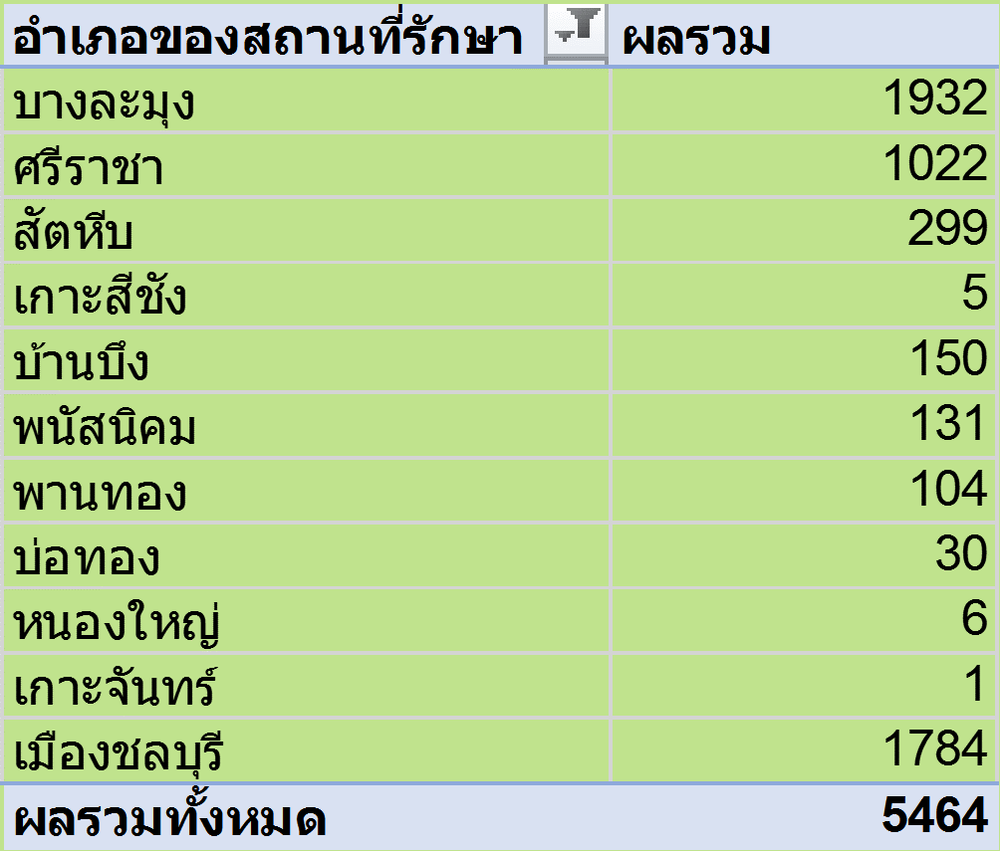 อำเภอของสถานที่รักษา ผลรวม
บางละมุง 1932
ศรีราชา 1022
สัตหีบ 299
เกาะสีชัง 5
บ้านบึง 150
พนัสนิคม 131
พานทอง 104
บ่อทอง 30
หนองใหญ่ 6
เกาะจันทร์ 1
เมืองชลบุรี 1784
ผลรวมทั้งหมด 5464